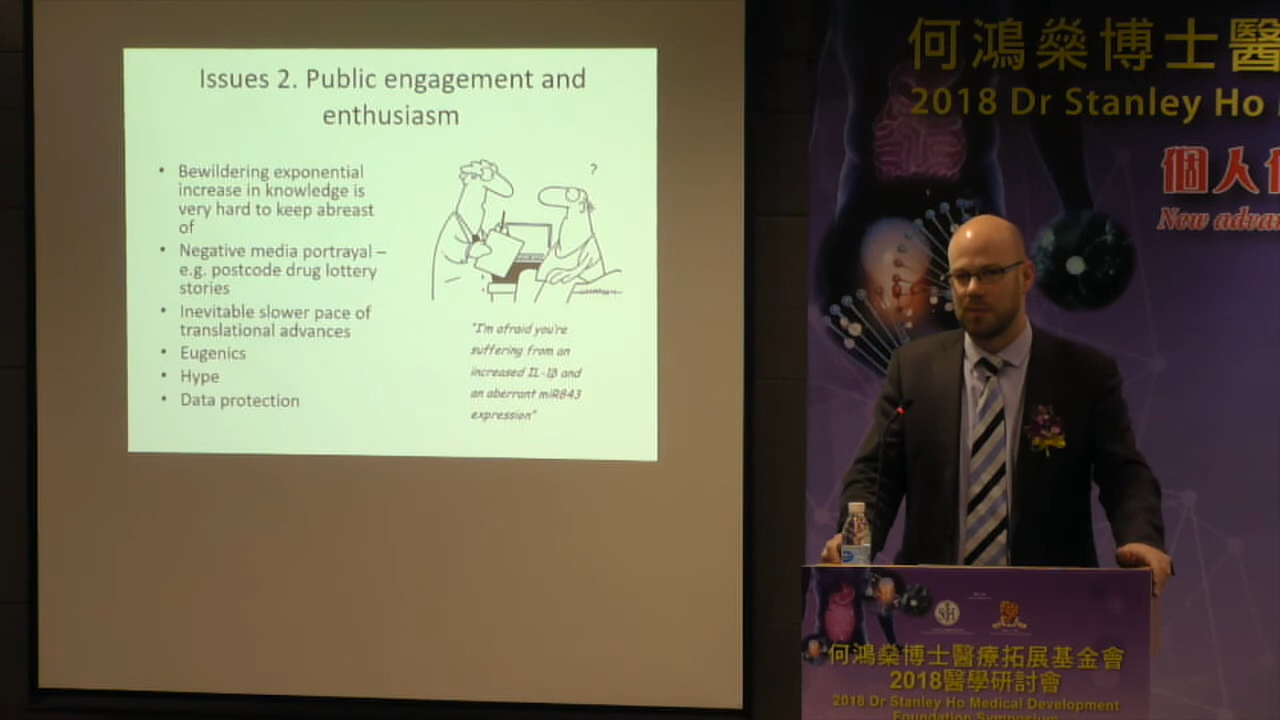 Issues 2. Public engagement and
enthusiasm
• Bewildering exponential
increase in knowledge is
very hard to keep abreast
of
• Negative media portrayal –
e.g. postcode drug lottery
stories
• Inevitable slower pace of
translational advances
• Eugenics
• Hype
• Data protection
?
"I'm afraid you're
suffering from an
increased IL-1β and
an aberrant miR843
expression"
何鴻燊博士醫
2018 Dr Stanley Ho
個人
New advan
何鴻燊博士醫療拓展基金會
2018醫學研討會
2018 Dr Stanley Ho Medical Development
Foundation Symposium